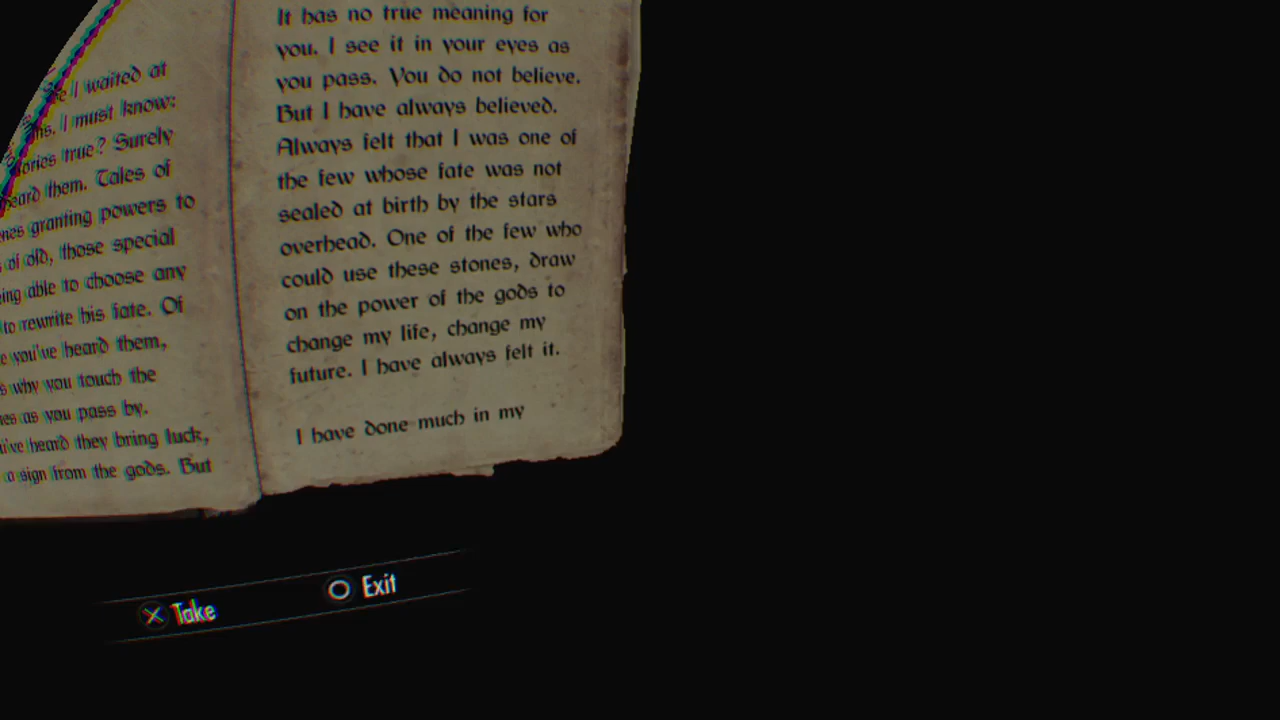 I waited at
I must know:
true? Surely
heard them. Tales of
granting powers to
of old, those special
able to choose any
to rewrite his fate. Of
you've heard them,
why you touch the
as you pass by.
heard they bring luck,
a sign from the gods. But
It has no true meaning for
you. I see it in your eyes as
you pass. You do not believe.
But I have always believed.
Always felt that I was one of
the few whose fate was not
sealed at birth by the stars
overhead. One of the few who
could use these stones, draw
on the power of the gods to
change my life, change my
future. I have always felt it.
I have done much in my
Take
Exit